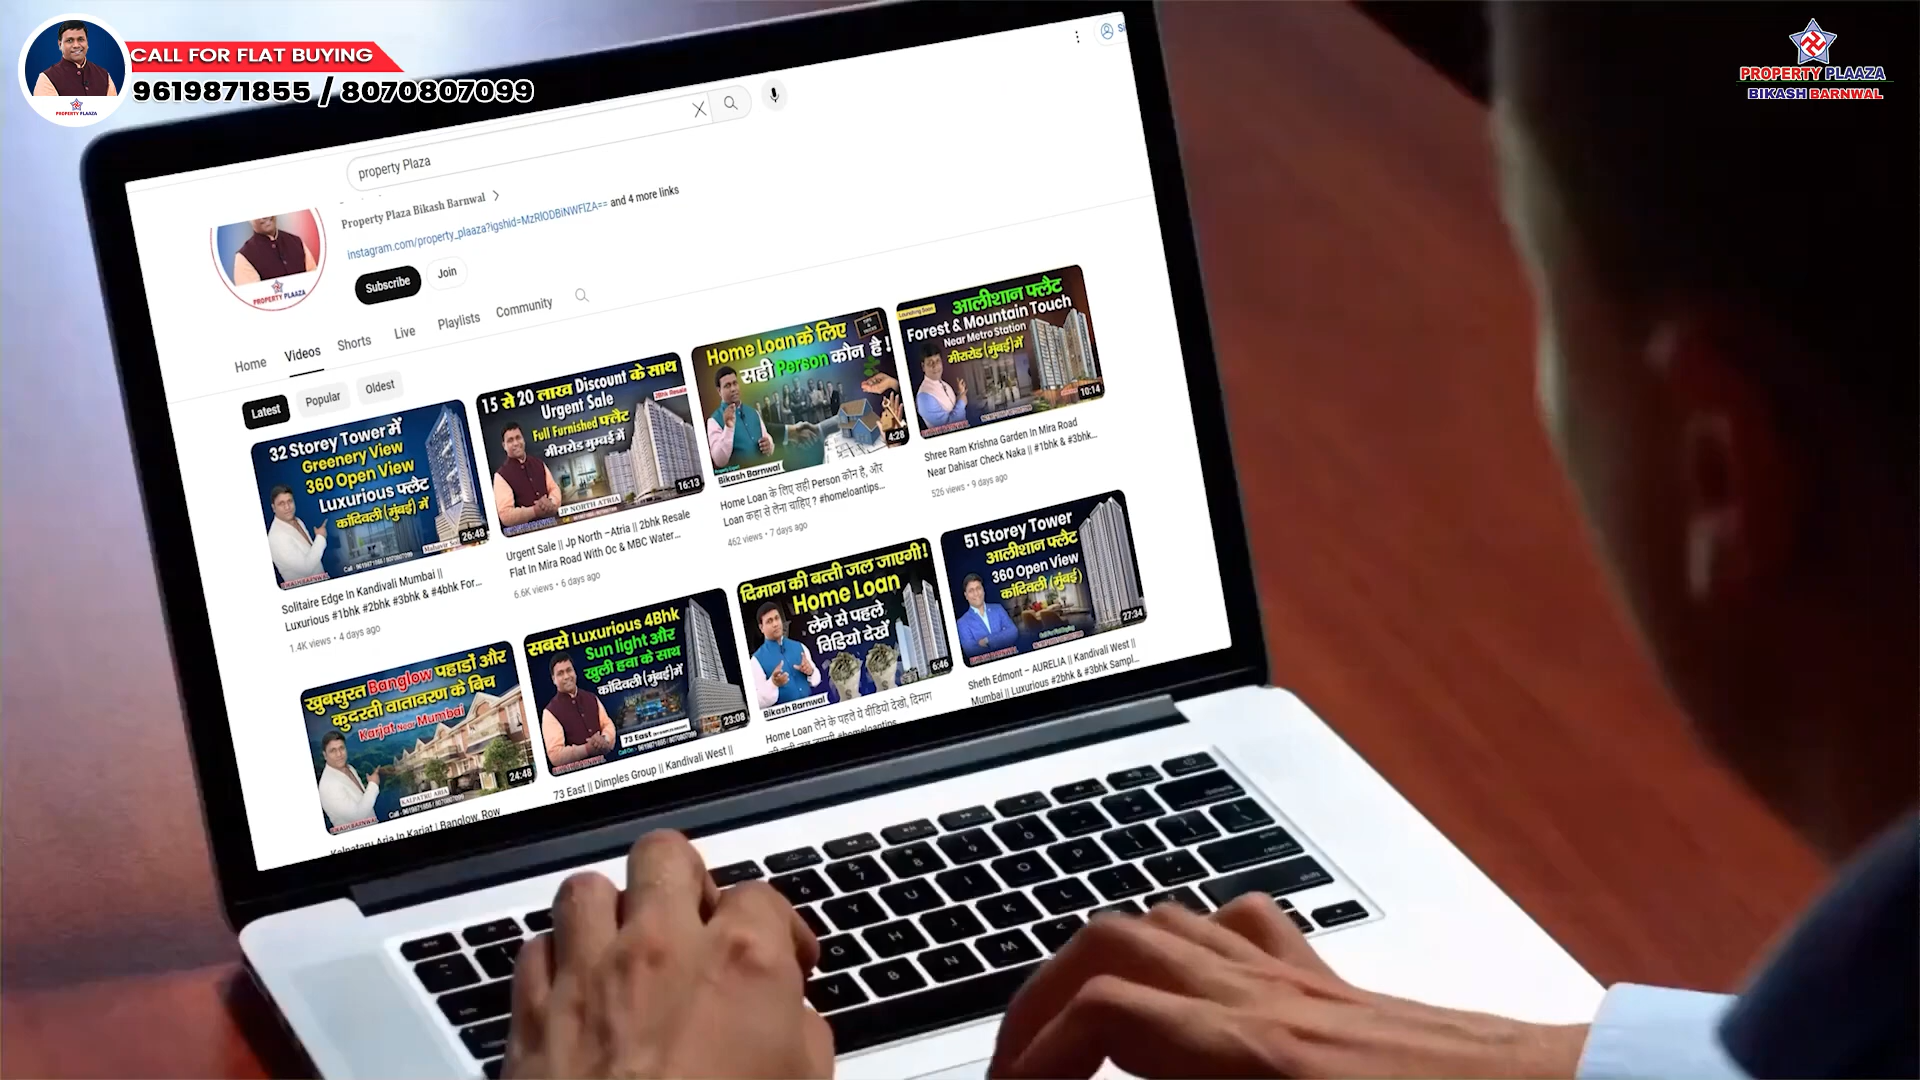 CALL FOR FLAT BUYING
9619871855 / 8070807099
PROPERTY PLAAZA
PROPERTY PLAAZA
BIKASH BARNWAL
property Plaza
Property Plaza Bikash Barnwal
and 4 more links
Subscribe
Join
PROPERTY PLAAZA
Home
Videos
Shorts
Live
Playlists
Community
Latest
Popular
Oldest
32 Storey Tower में
Greenery View
360 Open View
Luxurious फ्लैट
कांदिवली (मुंबई) में
26:48
Solitaire Edge In Kandivali Mumbai ||
Luxurious #1bhk #2bhk #3bhk & #4bhk For...
1.4K views • 4 days ago
15 से 20 लाख Discount के साथ
Urgent Sale
2Bhk Resale
Full Furnished फ्लैट
मीरारोड मुम्बई में
JP NORTH ATRIA
16:13
Urgent Sale || Jp North –Atria || 2bhk Resale
Flat In Mira Road With Oc & MBC Water...
6.6K views • 6 days ago
Home Loan के लिए
सही Person कौन है !
Bikash Barnwal
4:28
Home Loan के लिए सही Person कौन है, और
Loan कहा से लेना चाहिए ? #homeloantips...
462 views • 7 days ago
आलीशान फ्लैट
Forest & Mountain Touch
Near Metro Station
मीरारोड (मुंबई) में
10:14
Shree Ram Krishna Garden In Mira Road
Near Dahisar Check Naka || #1bhk & #3bhk...
526 views • 9 days ago
खुबसुरत Banglow पहाड़ों और
कुदरती वातावरण के बिच
Karjat Near Mumbai
KALPATRU ARIA
24:48
Kalpataru Aria In Karjat | Banglow, Row
सबसे Luxurious 4Bhk
Sun light और
खुली हवा के साथ
कांदिवली (मुंबई) में
73 East
23:08
73 East || Dimples Group || Kandivali West ||
दिमाग की बत्ती जल जाएगी!
Home Loan
लेने से पहले
विडियो देखें
Bikash Barnwal
6:46
Home Loan लेने के पहले ये वीडियो देखो, दिमाग
51 Storey Tower
आलीशान फ्लैट
360 Open View
कांदिवली (मुंबई)
27:34
Sheth Edmont – AURELIA || Kandivali West ||
Mumbai || Luxurious #2bhk & #3bhk Sampl...